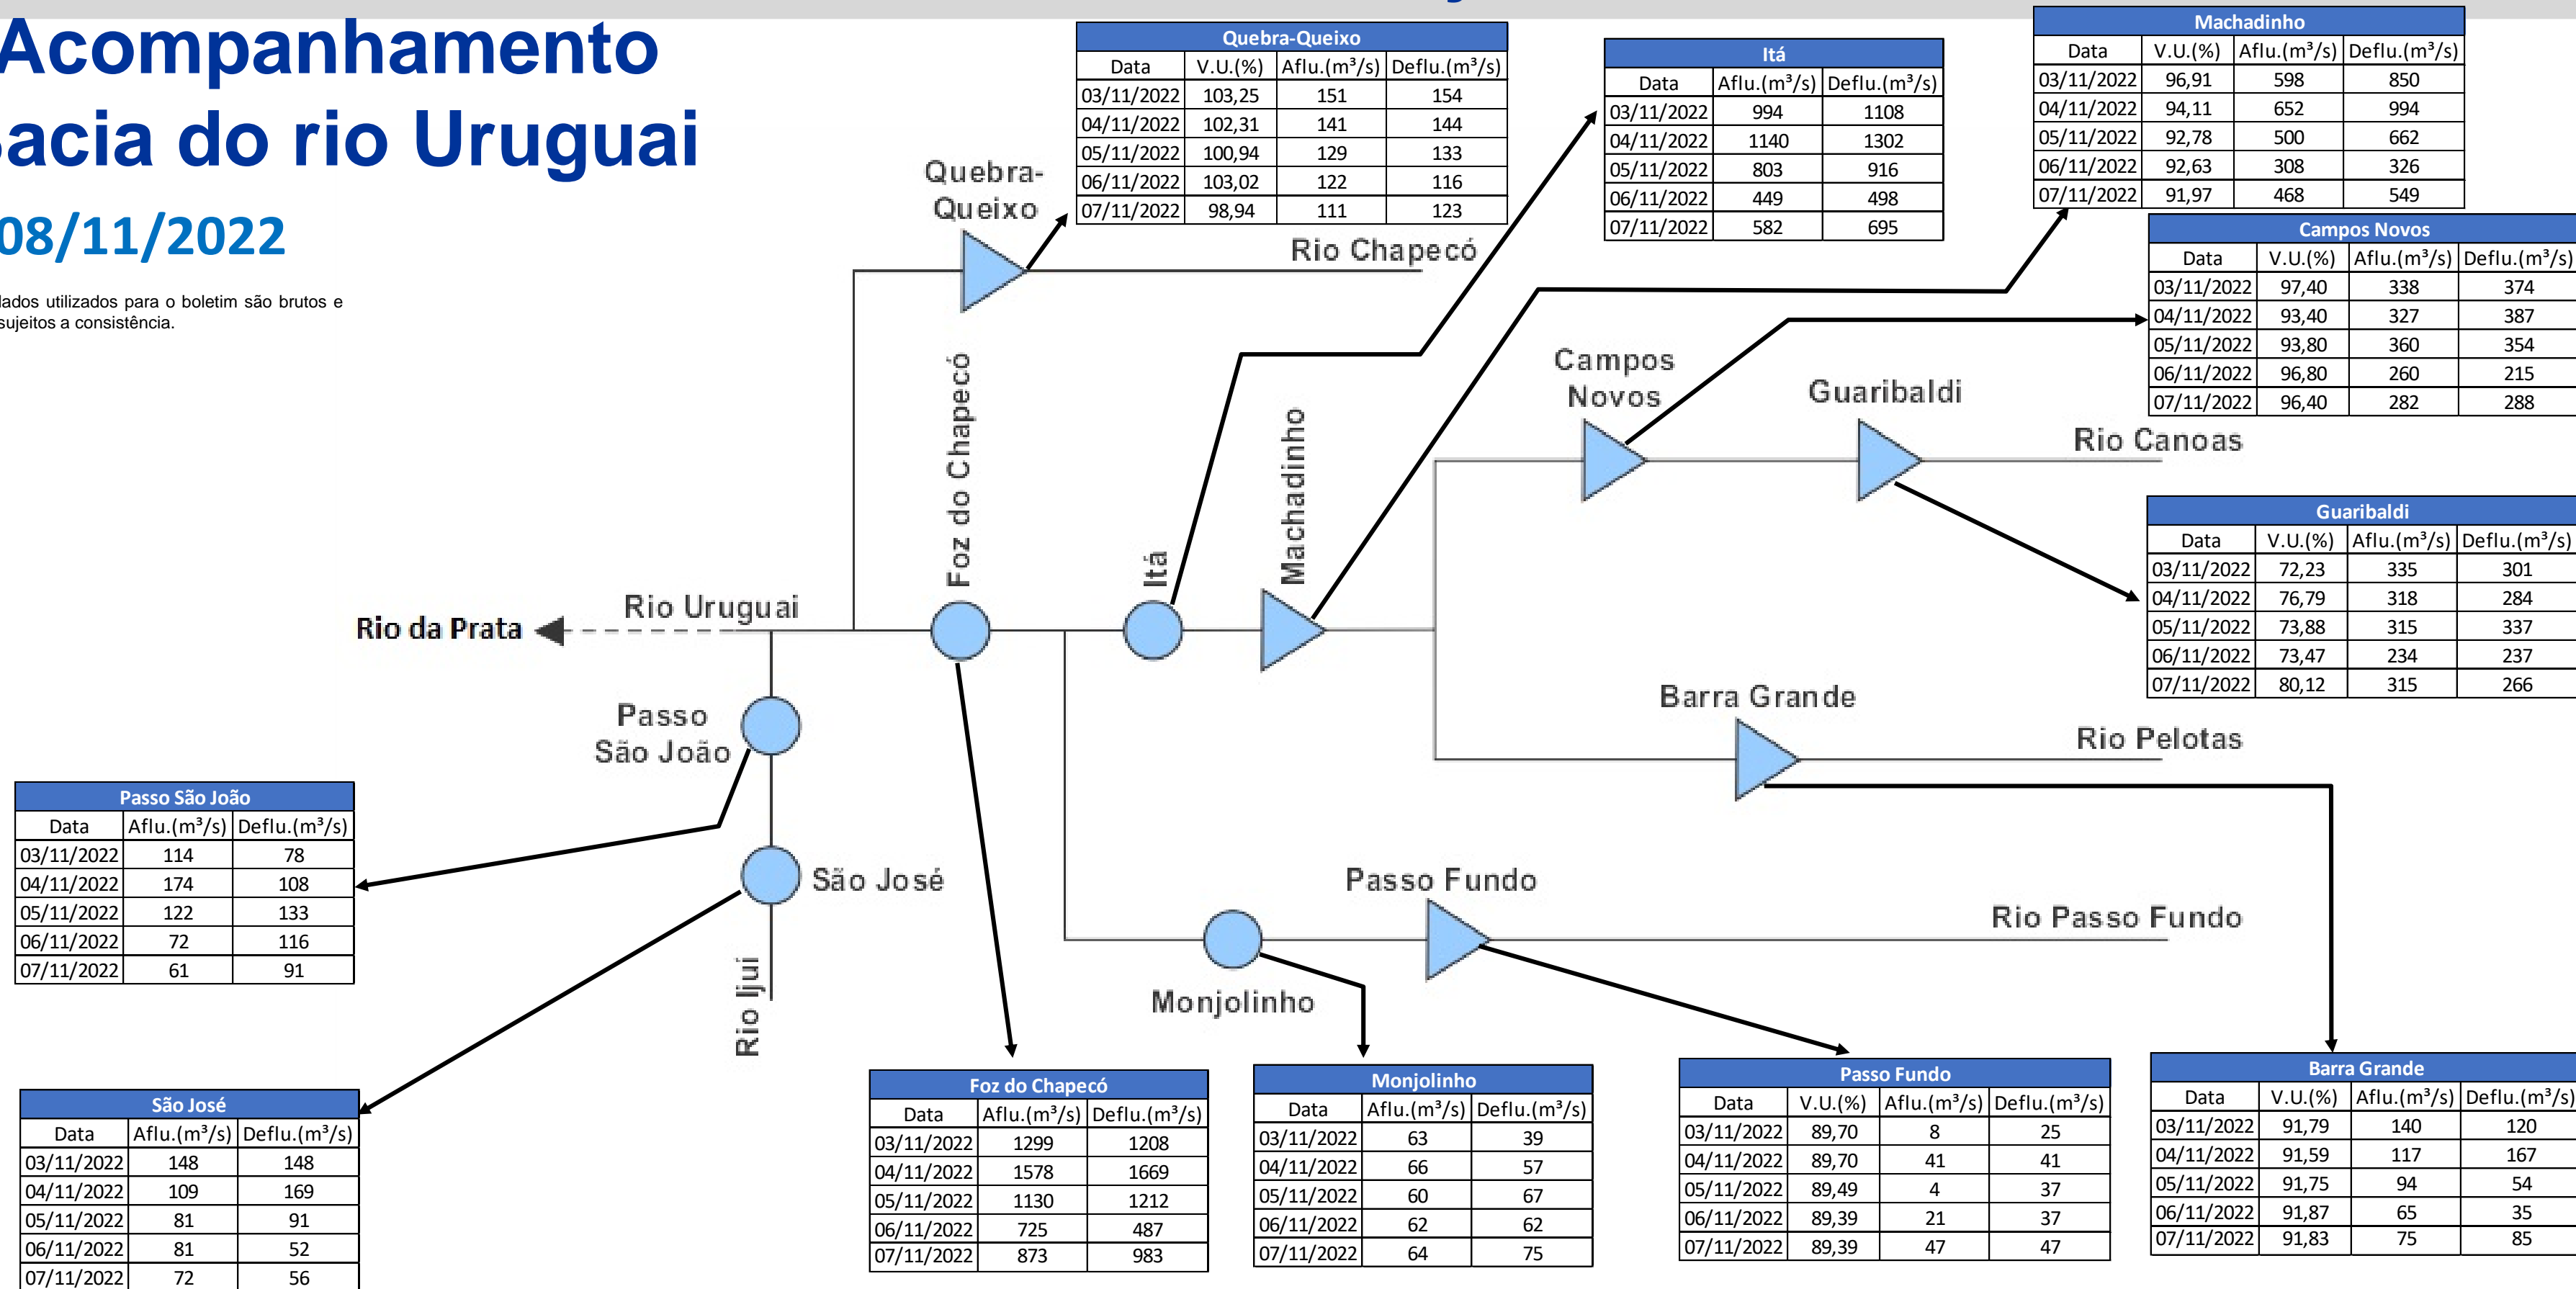 Acompanhamento
acia do rio Uruguai
08/11/2022
dados utilizados para o boletim são brutos e
sujeitos a consistência.
Quebra-Queixo
Data V.U.(%) Aflu.(m³/s) Deflu.(m³/s)
03/11/2022 103,25 151 154
04/11/2022 102,31 141 144
05/11/2022 100,94 129 133
06/11/2022 103,02 122 116
07/11/2022 98,94 111 123
Itá
Data Aflu.(m³/s) Deflu.(m³/s)
03/11/2022 994 1108
04/11/2022 1140 1302
05/11/2022 803 916
06/11/2022 449 498
07/11/2022 582 695
Machadinho
Data V.U.(%) Aflu.(m³/s) Deflu.(m³/s)
03/11/2022 96,91 598 850
04/11/2022 94,11 652 994
05/11/2022 92,78 500 662
06/11/2022 92,63 308 326
07/11/2022 91,97 468 549
Campos Novos
Data V.U.(%) Aflu.(m³/s) Deflu.(m³/s)
03/11/2022 97,40 338 374
04/11/2022 93,40 327 387
05/11/2022 93,80 360 354
06/11/2022 96,80 260 215
07/11/2022 96,40 282 288
Quebra-
Queixo
Rio Chapecó
Foz do Chapecó
Itá
Machadinho
Campos
Novos
Guaribaldi
Rio Canoas
Guaribaldi
Data V.U.(%) Aflu.(m³/s) Deflu.(m³/s)
03/11/2022 72,23 335 301
04/11/2022 76,79 318 284
05/11/2022 73,88 315 337
06/11/2022 73,47 234 237
07/11/2022 80,12 315 266
Rio da Prata
Rio Uruguai
Passo
São João
Barra Grande
Rio Pelotas
São José
Rio Ijui
Passo Fundo
Rio Passo Fundo
Monjolinho
Passo São João
Data Aflu.(m³/s) Deflu.(m³/s)
03/11/2022 114 78
04/11/2022 174 108
05/11/2022 122 133
06/11/2022 72 116
07/11/2022 61 91
São José
Data Aflu.(m³/s) Deflu.(m³/s)
03/11/2022 148 148
04/11/2022 109 169
05/11/2022 81 91
06/11/2022 81 52
07/11/2022 72 56
Foz do Chapecó
Data Aflu.(m³/s) Deflu.(m³/s)
03/11/2022 1299 1208
04/11/2022 1578 1669
05/11/2022 1130 1212
06/11/2022 725 487
07/11/2022 873 983
Monjolinho
Data Aflu.(m³/s) Deflu.(m³/s)
03/11/2022 63 39
04/11/2022 66 57
05/11/2022 60 67
06/11/2022 62 62
07/11/2022 64 75
Passo Fundo
Data V.U.(%) Aflu.(m³/s) Deflu.(m³/s)
03/11/2022 89,70 8 25
04/11/2022 89,70 41 41
05/11/2022 89,49 4 37
06/11/2022 89,39 21 37
07/11/2022 89,39 47 47
Barra Grande
Data V.U.(%) Aflu.(m³/s) Deflu.(m³/s)
03/11/2022 91,79 140 120
04/11/2022 91,59 117 167
05/11/2022 91,75 94 54
06/11/2022 91,87 65 35
07/11/2022 91,83 75 85